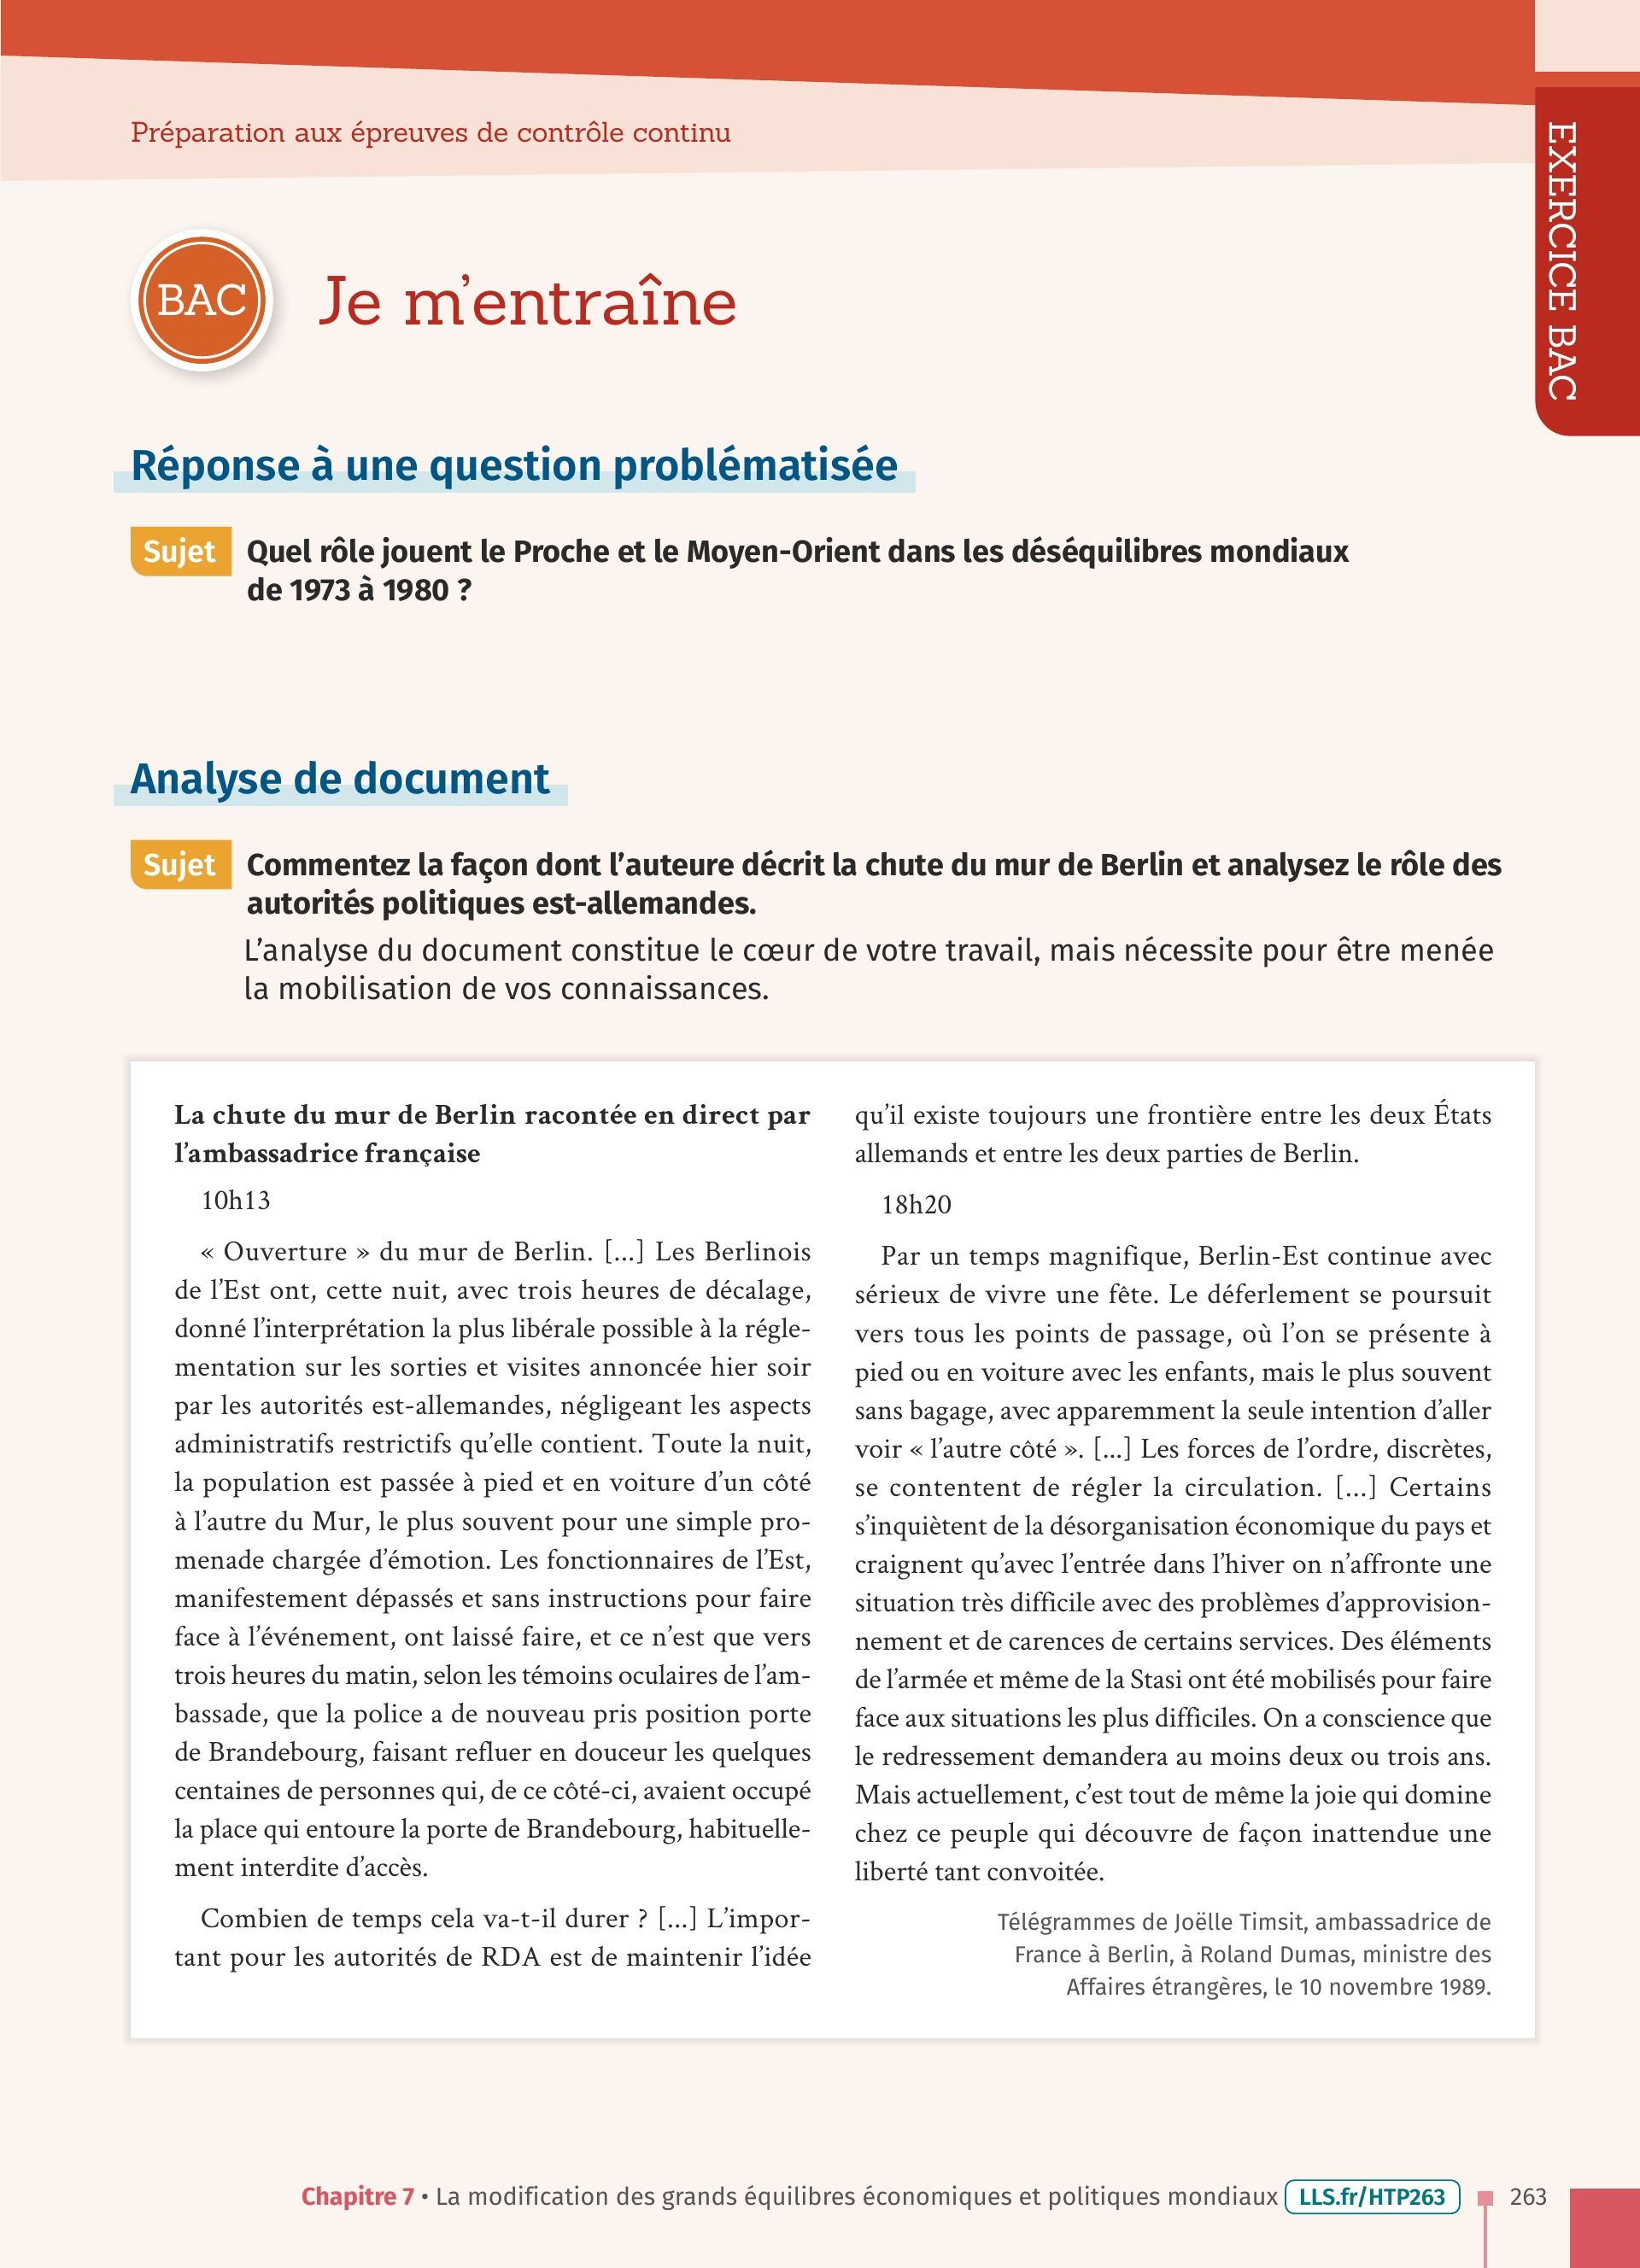 Préparation aux épreuves de contrôle continu
EXERCICE BAC
BAC
Je m'entraîne
Réponse à une question problématisée
Sujet
Quel rôle jouent le Proche et le Moyen-Orient dans les déséquilibres mondiaux
de 1973 à 1980 ?
Analyse de document
Sujet
Commentez la façon dont l'auteure décrit la chute du mur de Berlin et analysez le rôle des
autorités politiques est-allemandes.
L'analyse du document constitue le cœur de votre travail, mais nécessite pour être menée
la mobilisation de vos connaissances.
La chute du mur de Berlin racontée en direct par
l'ambassadrice française
10h13
« Ouverture » du mur de Berlin. [...] Les Berlinois
de l'Est ont, cette nuit, avec trois heures de décalage,
donné l'interprétation la plus libérale possible à la régle-
mentation sur les sorties et visites annoncée hier soir
par les autorités est-allemandes, négligeant les aspects
administratifs restrictifs qu'elle contient. Toute la nuit,
la population est passée à pied et en voiture d'un côté
à l'autre du Mur, le plus souvent pour une simple pro-
menade chargée d'émotion. Les fonctionnaires de l'Est,
manifestement dépassés et sans instructions pour faire
face à l'événement, ont laissé faire, et ce n'est que vers
trois heures du matin, selon les témoins oculaires de l'am-
bassade, que la police a de nouveau pris position porte
de Brandebourg, faisant refluer en douceur les quelques
centaines de personnes qui, de ce côté-ci, avaient occupé
la place qui entoure la porte de Brandebourg, habituelle-
ment interdite d'accès.
Combien de temps cela va-t-il durer ? [...] L'impor-
tant pour les autorités de RDA est de maintenir l'idée
qu'il existe toujours une frontière entre les deux États
allemands et entre les deux parties de Berlin.
18h20
Par un temps magnifique, Berlin-Est continue avec
sérieux de vivre une fête. Le déferlement se poursuit
vers tous les points de passage, où l'on se présente à
pied ou en voiture avec les enfants, mais le plus souvent
sans bagage, avec apparemment la seule intention d'aller
voir « l'autre côté ». [...] Les forces de l'ordre, discrètes,
se contentent de régler la circulation. [...] Certains
s'inquiètent de la désorganisation économique du pays et
craignent qu'avec l'entrée dans l'hiver on n'affronte une
situation très difficile avec des problèmes d'approvision-
nement et de carences de certains services. Des éléments
de l'armée et même de la Stasi ont été mobilisés pour faire
face aux situations les plus difficiles. On a conscience que
le redressement demandera au moins deux ou trois ans.
Mais actuellement, c'est tout de même la joie qui domine
chez ce peuple qui découvre de façon inattendue une
liberté tant convoitée.
Télégrammes de Joëlle Timsit, ambassadrice de
France à Berlin, à Roland Dumas, ministre des
Affaires étrangères, le 10 novembre 1989.
Chapitre 7 • La modification des grands équilibres économiques et politiques mondiaux LLS.fr/HTP263 263